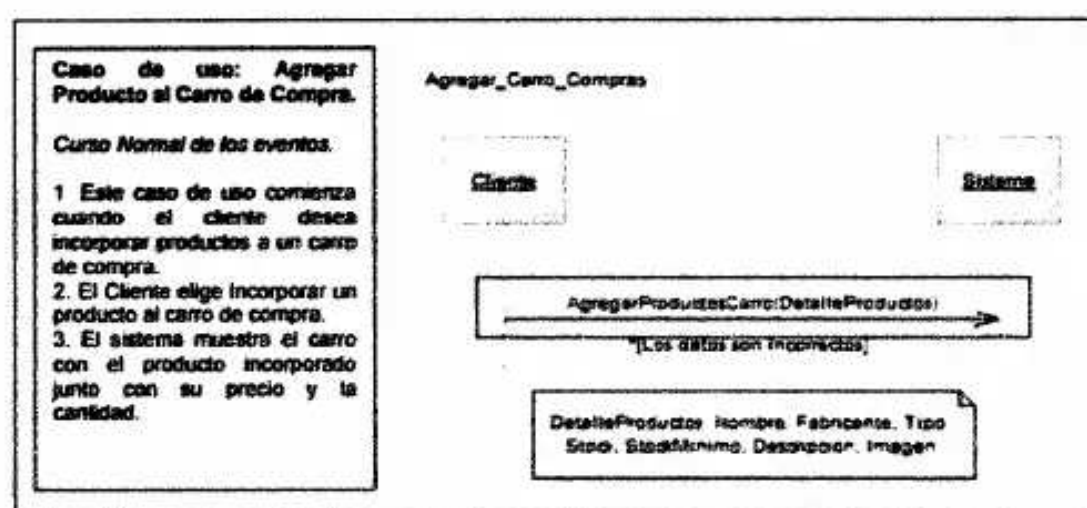 Caso de uso: Agregar
Producto al Carro de Compra.
Curso Normal de los eventos.
1 Este caso de uso comienza
cuando el cliente desea
incorporar productos a un carro
de compra.
2. El Cliente elige incorporar un
producto al carro de compra.
3. El sistema muestra el carro
con el producto incorporado
junto con su precio y la
cantidad.
Agregar_Carro_Compras
Cliente
Sistema
AgregarProductosCarro(DetalleProductos)
*[Los datos son incorrectos]
DetalleProductos Nombre, Fabricante, Tipo
Stock, StockMinimo, Descripcion, Imagen